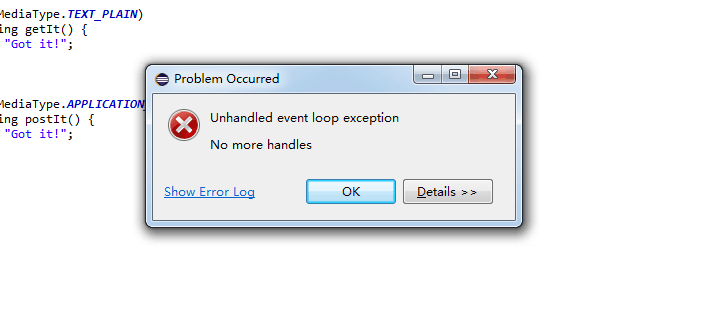 MediaType.TEXT_PLAIN)
ing getIt() {
"Got it!";
Problem Occurred
MediaType.APPLICATION_
ing postIt() {
"Got it!";
Unhandled event loop exception
No more handles
Show Error Log
OK
Details >>